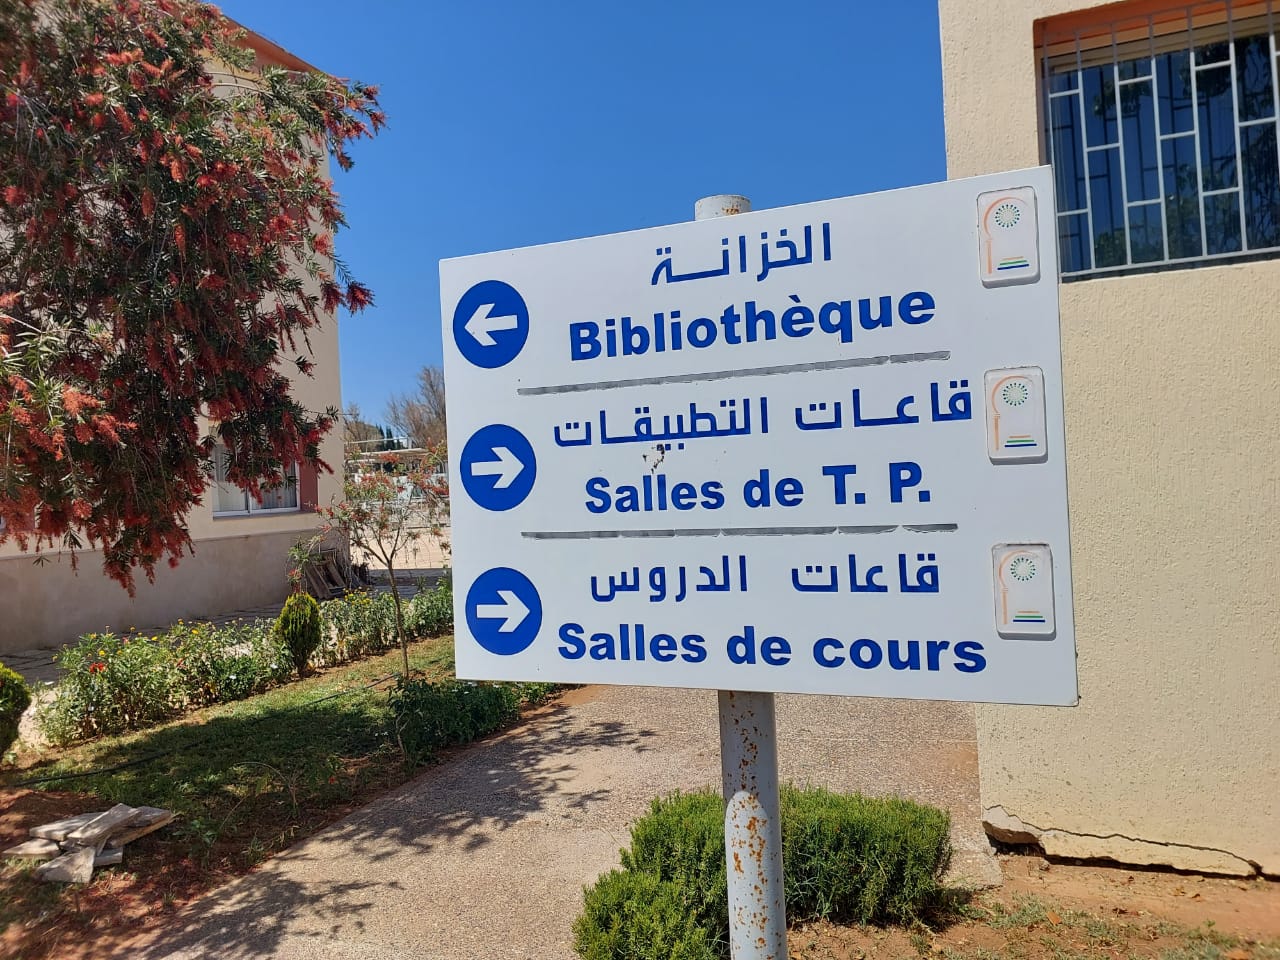 الخزانة
Bibliothèque
قاعات التطبيقات
Salles de T. P.
قاعات الدروس
Salles de cours